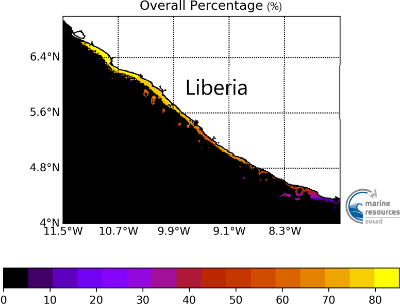 Overall Percentage (%)
6.4°N
Liberia
5.6°N
4.8°N
4°N
11.5°W 10.7°W 9.9°W 9.1°W 8.3°W
marine
resources
eo4sd
0 10 20 30 40 50 60 70 80